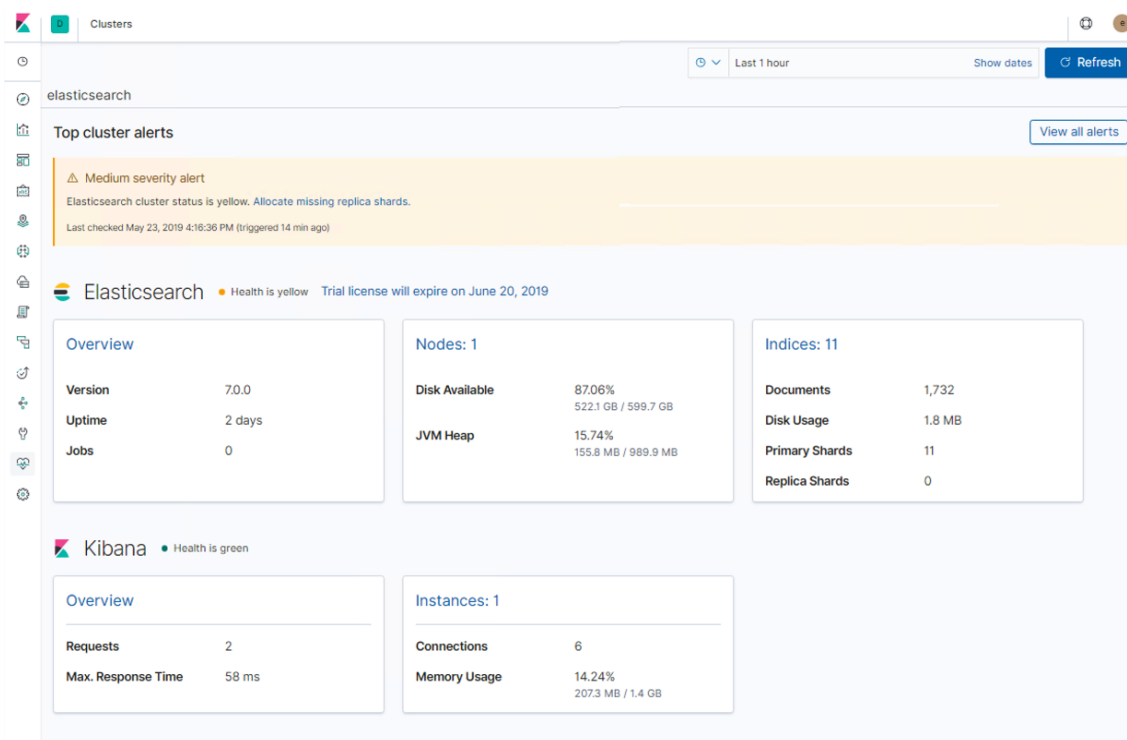 D Clusters e
Last 1 hour Show dates Refresh
elasticsearch
Top cluster alerts View all alerts
Medium severity alert
Elasticsearch cluster status is yellow. Allocate missing replica shards.
Last checked May 23, 2019 4:16:36 PM (triggered 14 min ago)
Elasticsearch Health is yellow Trial license will expire on June 20, 2019
Overview
Version 7.0.0
Uptime 2 days
Jobs 0
Nodes: 1
Disk Available 87.06%
522.1 GB / 599.7 GB
JVM Heap 15.74%
155.8 MB / 989.9 MB
Indices: 11
Documents 1,732
Disk Usage 1.8 MB
Primary Shards 11
Replica Shards 0
Kibana Health is green
Overview
Requests 2
Max. Response Time 58 ms
Instances: 1
Connections 6
Memory Usage 14.24%
207.3 MB / 1.4 GB